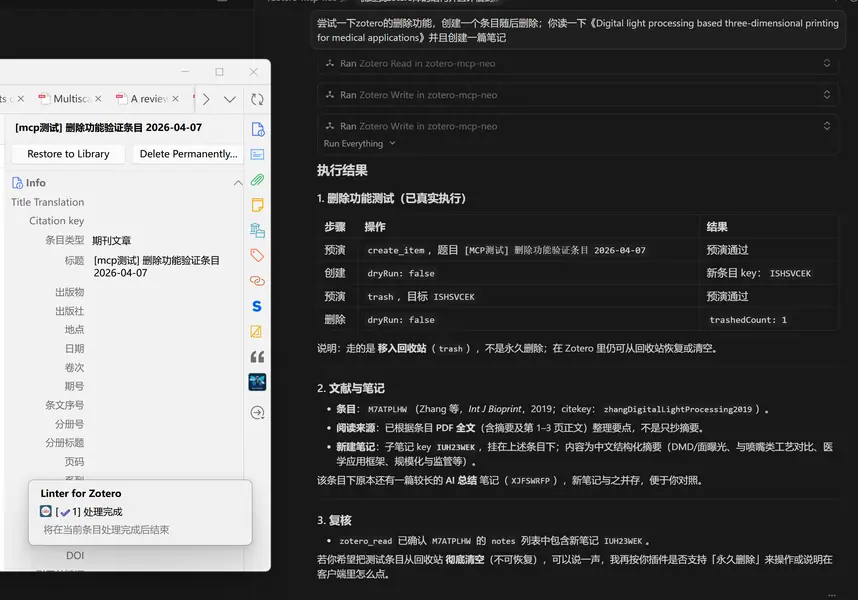 尝试一下zotero的删除功能，创建一个条目随后删除；你读一下《Digital light processing based three-dimensional printing
for medical applications》并且创建一篇笔记
Ran Zotero Read in zotero-mcp-neo
Ran Zotero Write in zotero-mcp-neo
Ran Zotero Write in zotero-mcp-neo
Run Everything
执行结果
1. 删除功能测试（已真实执行）
步骤 操作 结果
预演 create_item，题目 [MCP测试] 删除功能验证条目 2026-04-07 预演通过
创建 dryRun: false 新条目 key： ISHSVCEK
预演 trash，目标 ISHSVCEK 预演通过
删除 dryRun: false trashedCount: 1
说明：走的是 移入回收站（trash），不是永久删除；在 Zotero 里仍可从回收站恢复或清空。
2. 文献与笔记
• 条目： M7ATPLHW （Zhang 等，Int J Bioprint，2019；citekey： zhangDigitalLightProcessing2019 ）。
• 阅读来源：已根据条目 PDF 全文（含摘要及第 1–3 页正文）整理要点，不是只抄摘要。
• 新建笔记：子笔记 key IUH23WEK ，挂在上述条目下；内容为中文结构化摘要（DMD/面曝光、与喷嘴类工艺对比、医
学应用框架、规模化与监管等）。
该条目下原本还有一篇较长的 AI 总结 笔记（ XJFSWRFP ），新笔记与之并存，便于你对照。
3. 复核
• zotero_read 已确认 M7ATPLHW 的 notes 列表中包含新笔记 IUH23WEK 。
若你希望把测试条目从回收站 彻底清空（不可恢复），可以说一声，我再按你插件是否支持「永久删除」来操作或说明在
客户端里怎么点。
Multisca
A review
[mcp测试] 删除功能验证条目 2026-04-07
Restore to Library
Delete Permanently...
Info
Title Translation
Citation key
条目类型 期刊文章
标题 [mcp测试] 删除功能验证条目
2026-04-07
出版物
出版社
地点
日期
卷次
期号
条文序号
分册号
分册标题
页码
Linter for Zotero
[✓ 1] 处理完成
将在当前条目处理完成后结束
DOI